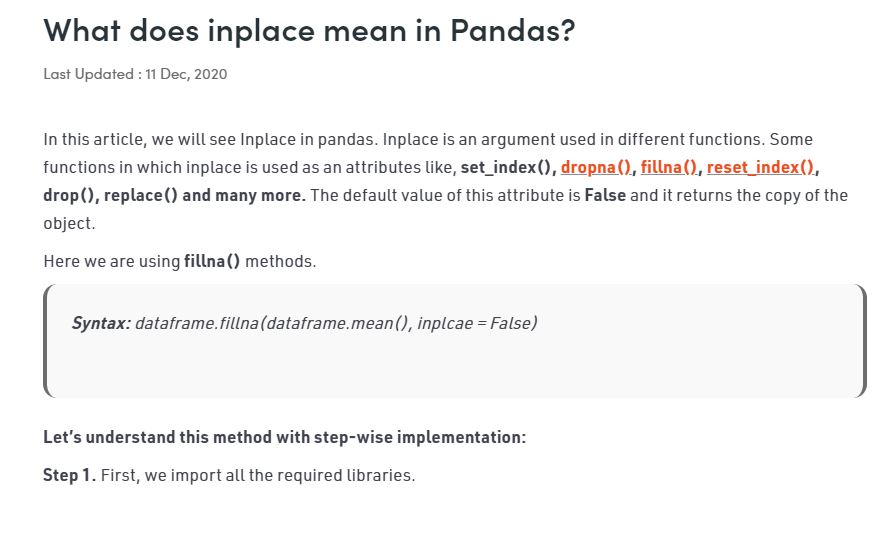 What does inplace mean in Pandas?
Last Updated : 11 Dec, 2020
In this article, we will see Inplace in pandas. Inplace is an argument used in different functions. Some
functions in which inplace is used as an attributes like, set_index(), dropna(), fillna(), reset_index(),
drop(), replace() and many more. The default value of this attribute is False and it returns the copy of the
object.
Here we are using fillna() methods.
Syntax: dataframe.fillna(dataframe.mean(), inplcae = False)
Let’s understand this method with step-wise implementation:
Step 1. First, we import all the required libraries.